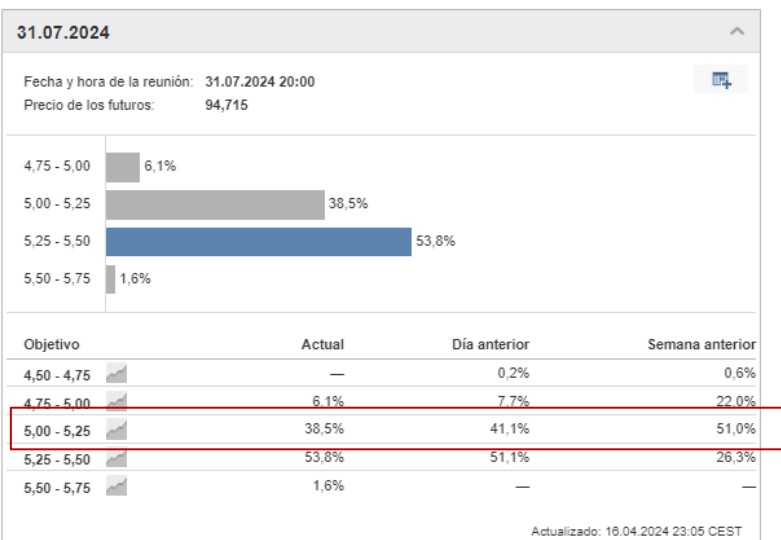 31.07.2024
Fecha y hora de la reunión: 31.07.2024 20:00
Precio de los futuros: 94,715
4,75 - 5,00 6,1%
5,00 - 5,25 38,5%
5,25 - 5,50 53,8%
5,50 - 5,75 1,6%
Objetivo Actual Día anterior Semana anterior
4,50 - 4,75 — 0,2% 0,6%
4,75 - 5,00 6,1% 7,7% 22,0%
5,00 - 5,25 38,5% 41,1% 51,0%
5,25 - 5,50 53,8% 51,1% 26,3%
5,50 - 5,75 1,6% — —
Actualizado: 16.04.2024 23:05 CEST